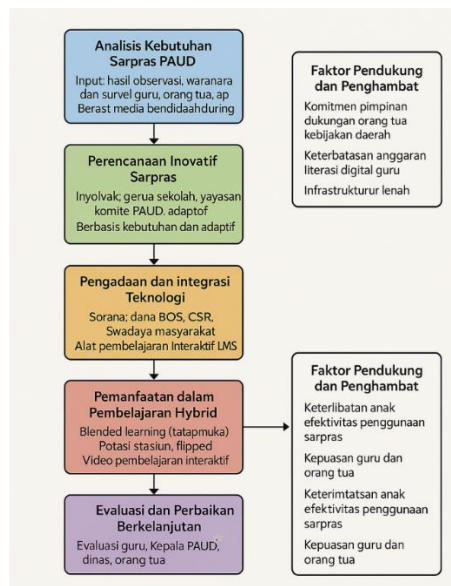 Analisis Kebutuhan
Sarpras PAUD
Input: hasil observasi, waranara
dan survel guru, orang tua, ap
Berast media bendidaahduring
Perencanaan Inovatif
Sarpras
Inyolvak; gerua sekolah, yayasan
komite PAUD. adaptof
Berbasis kebutuhan dan adaptif
Pengadaan dan integrasi
Teknologi
Sorana; dana BOS, CSR,
Swadaya masyarakat
Alat pembelajaran Interaktif LMS
Pemanfaatan dalam
Pembelajaran Hybrid
Blended learning (tatapmuka)
Potasi stasiun, flipped
Video pembelajaran interaktif
Evaluasi dan Perbaikan
Berkelanjutan
Evaluasi guru, Kepala PAUD,
dinas, orang tua
Faktor Pendukung
dan Penghambat
Komitmen pimpinan
dukungan orang tua
kebijakan daerah
Keterbatasan anggaran
literasi digital guru
Infrastrukturur lenah
Faktor Pendukung
dan Penghambat
Keterlibatan anak
efektivitas penggunaan
sarpras
Kepuasan guru dan
orang tua
Keterimtatsan anak
efektivitas penggunaan
sarpras
Kepuasan guru dan
orang tua